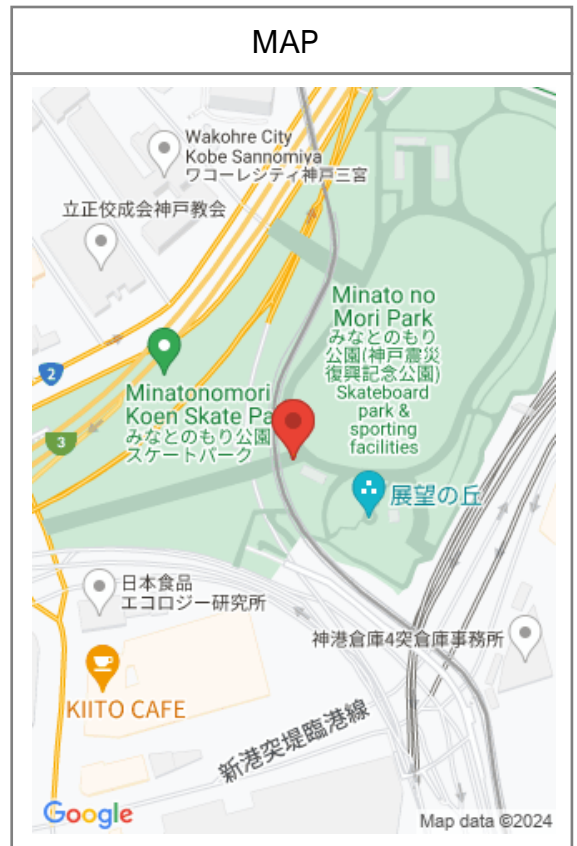 MAP
Wakohre City
Kobe Sannomiya
ワコーレシティ神戸三宮
立正佼成会神戸教会
Minato no
Mori Park
みなとのもり
公園(神戸震災
復興記念公園)
Skateboard
park &
sporting
facilities
2
Minatonomori
Koen Skate Pa
みなとのもり公園
スケートパーク
3
展望の丘
日本食品
エコロジー研究所
神港倉庫4突倉庫事務所
KIITO CAFE
新港突堤臨港線
Google
Map data ©2024